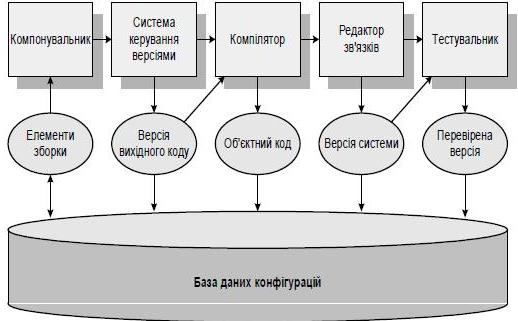 Компонувальник
Система
керування
версіями
Компілятор
Редактор
зв'язків
Тестувальник
Елементи
зборки
Версія
вихідного коду
Об'єктний код
Версія системи
Перевірена
версія
База даних конфігурацій